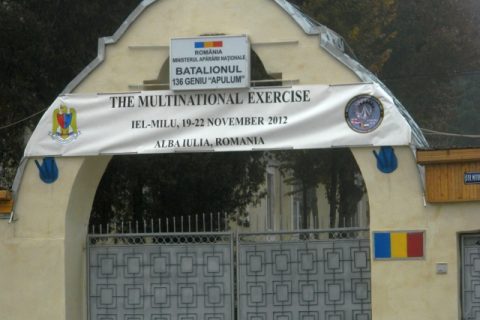 ROMÂNIA
MINISTERUL APĂRĂRII NAȚIONALE
BATALIONUL
136 GENIU "APULUM"
THE MULTINATIONAL EXERCISE
IEL-MILU, 19-22 NOVEMBER 2012
ALBA IULIA, ROMANIA